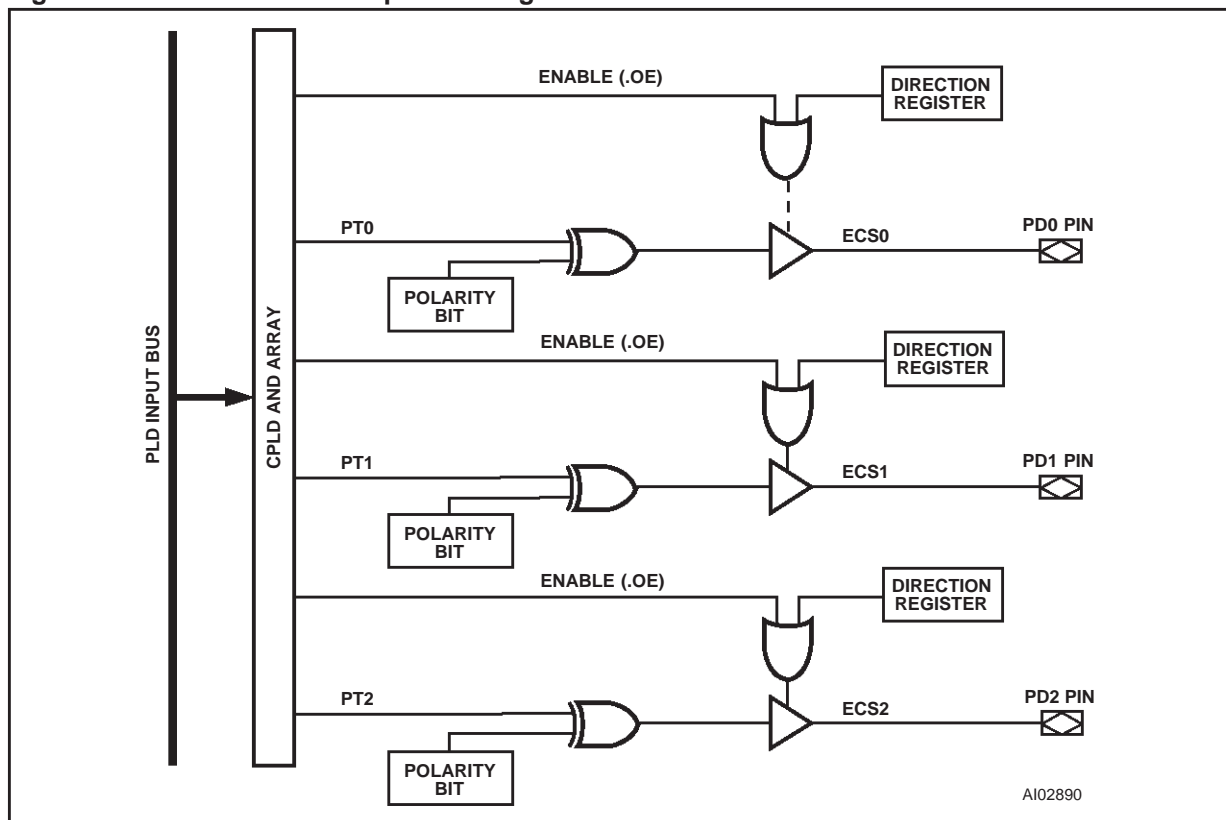 ENABLE (.OE)
DIRECTION
REGISTER
PT0
ECS0
PD0 PIN
POLARITY
BIT
PLD INPUT BUS
CPLD AND ARRAY
ENABLE (.OE)
DIRECTION
REGISTER
PT1
ECS1
PD1 PIN
POLARITY
BIT
ENABLE (.OE)
DIRECTION
REGISTER
PT2
ECS2
PD2 PIN
POLARITY
BIT
AI02890